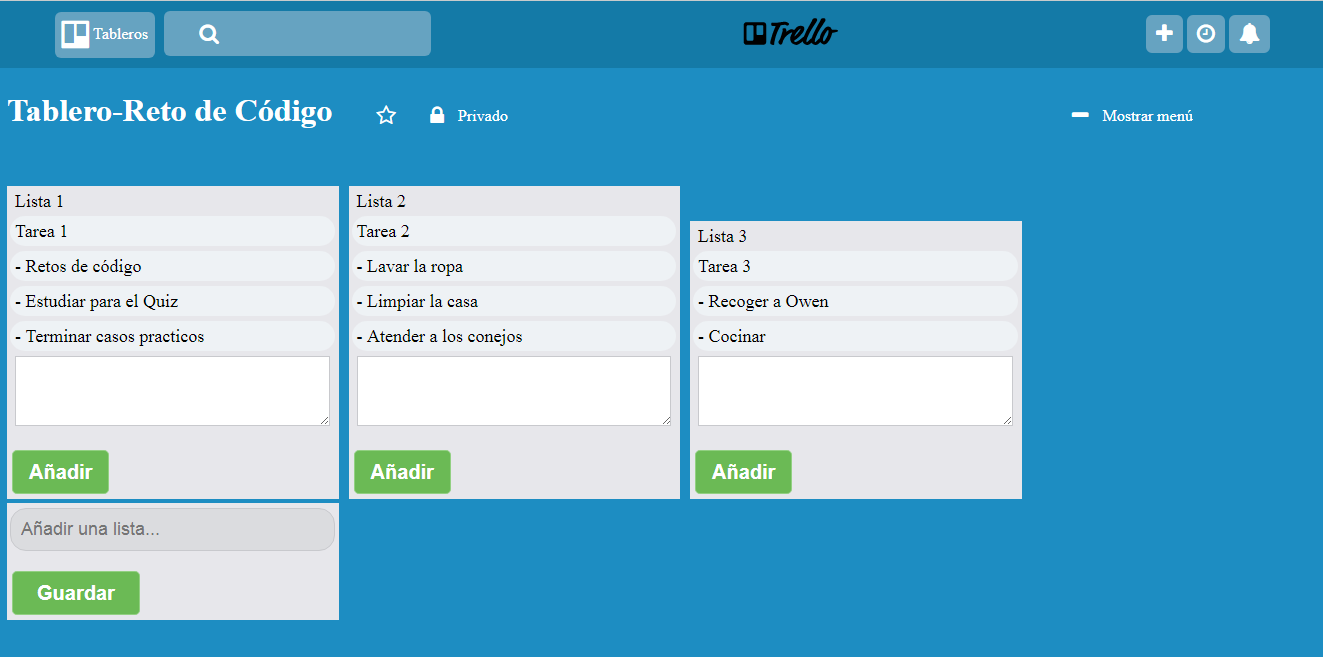 Tableros
Trello
Tablero-Reto de Código
Privado
Mostrar menú
Lista 1
Tarea 1
- Retos de código
- Estudiar para el Quiz
- Terminar casos practicos
Añadir
Lista 2
Tarea 2
- Lavar la ropa
- Limpiar la casa
- Atender a los conejos
Añadir
Lista 3
Tarea 3
- Recoger a Owen
- Cocinar
Añadir
Añadir una lista...
Guardar